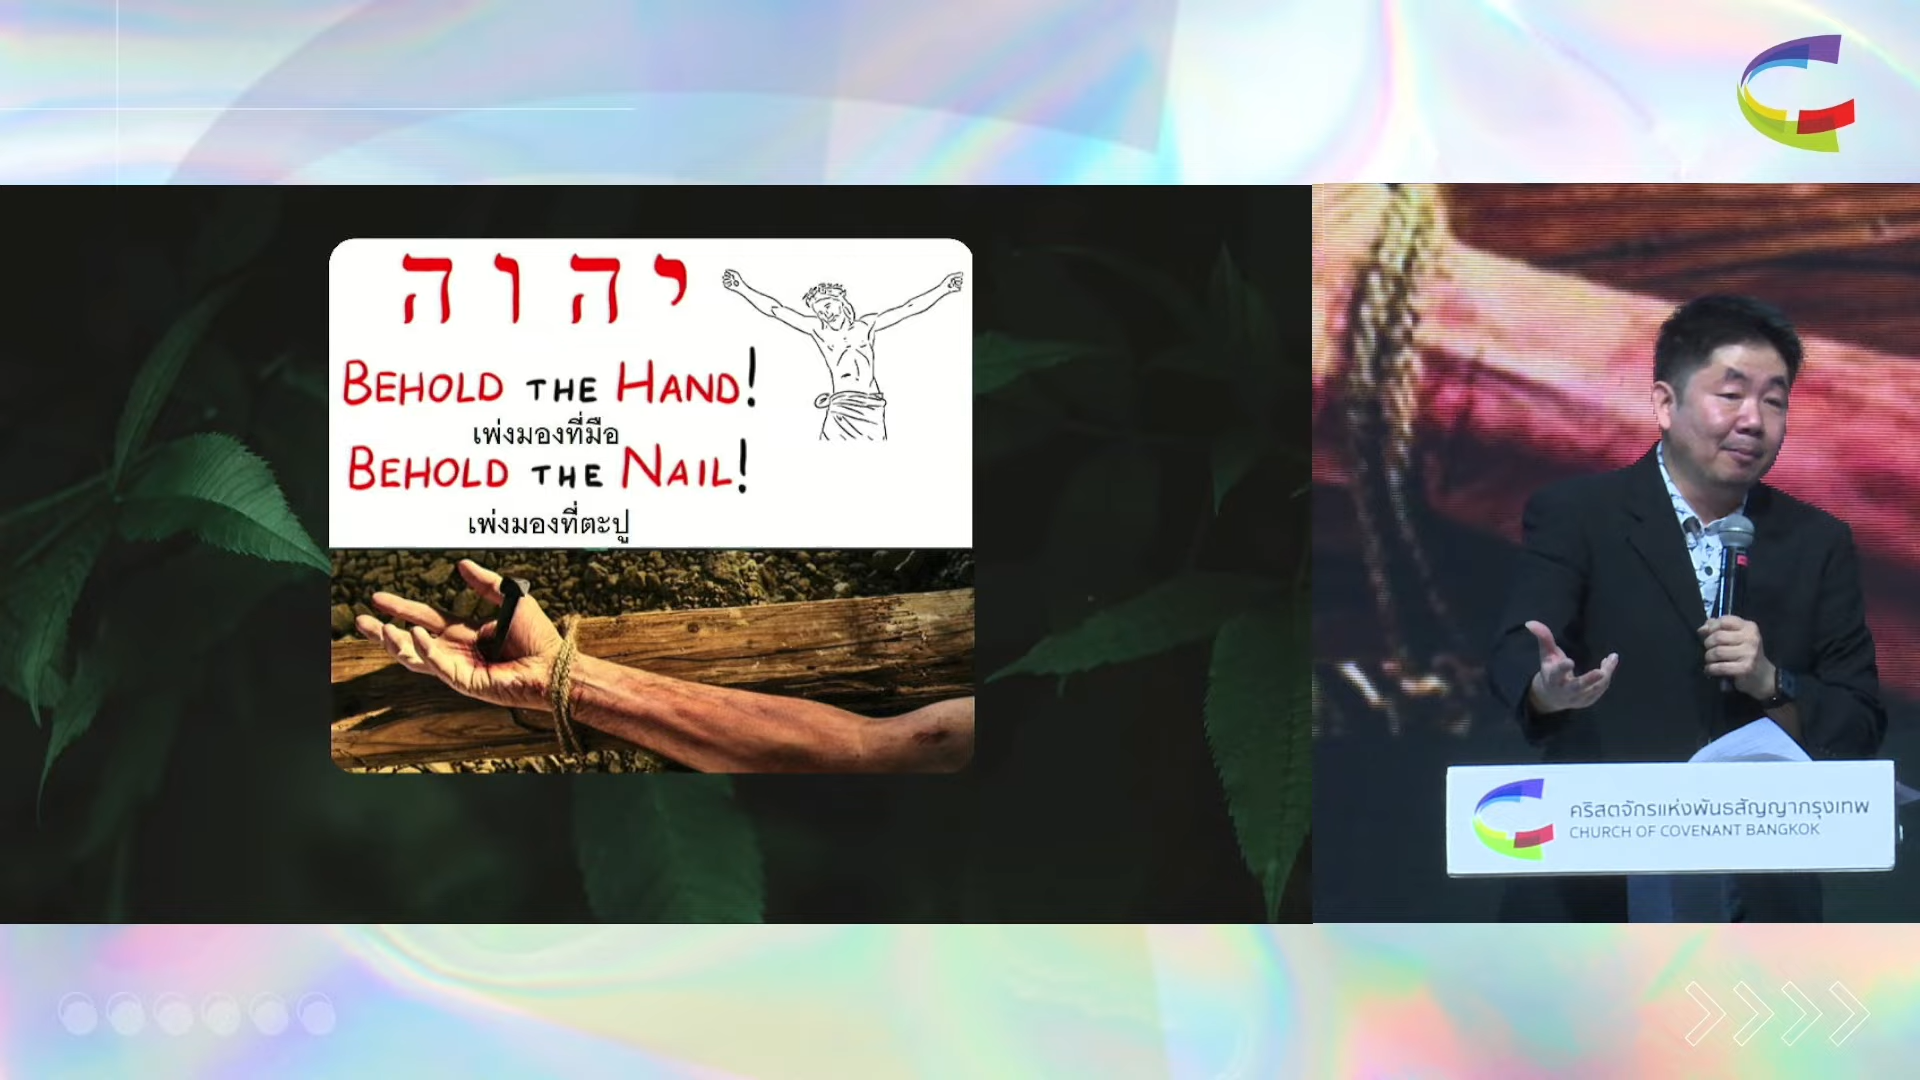 יהוה
BEHOLD THE HAND!
เพ่งมองที่มือ
BEHOLD THE NAIL!
เพ่งมองที่ตะปู
คริสตจักรแห่งพันธสัญญากรุงเทพ
CHURCH OF COVENANT BANGKOK